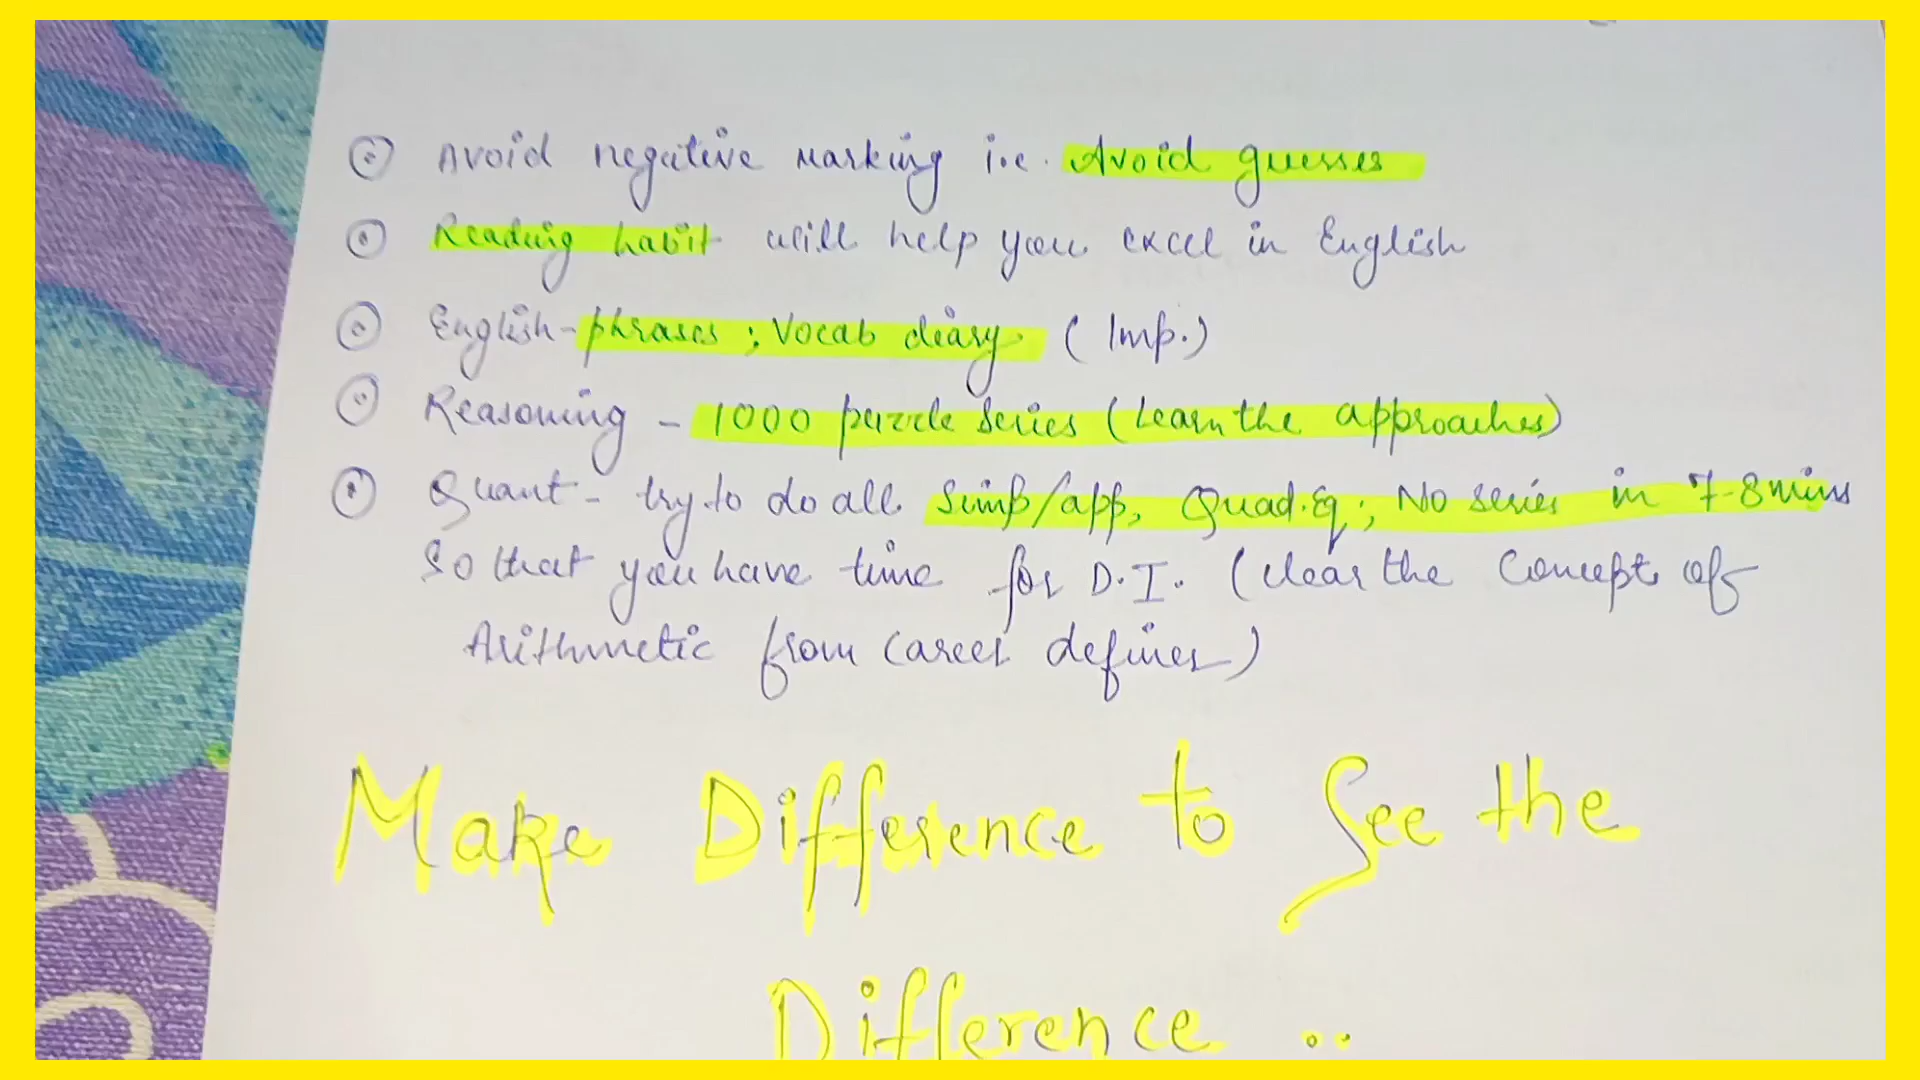 Avoid negative marking i.e. Avoid guesses
Reading habit will help you excel in English
English - phrases ; Vocab diary (Imp.)
Reasoning - 1000 puzzle series (Learn the approaches)
Quant - try to do all Simp/app, Quad.Eq; No series in 7-8 mins
So that you have time for D.I. (Clear the Concepts of
Arithmetic from Career definer)
Make Difference to See the
Difference ..